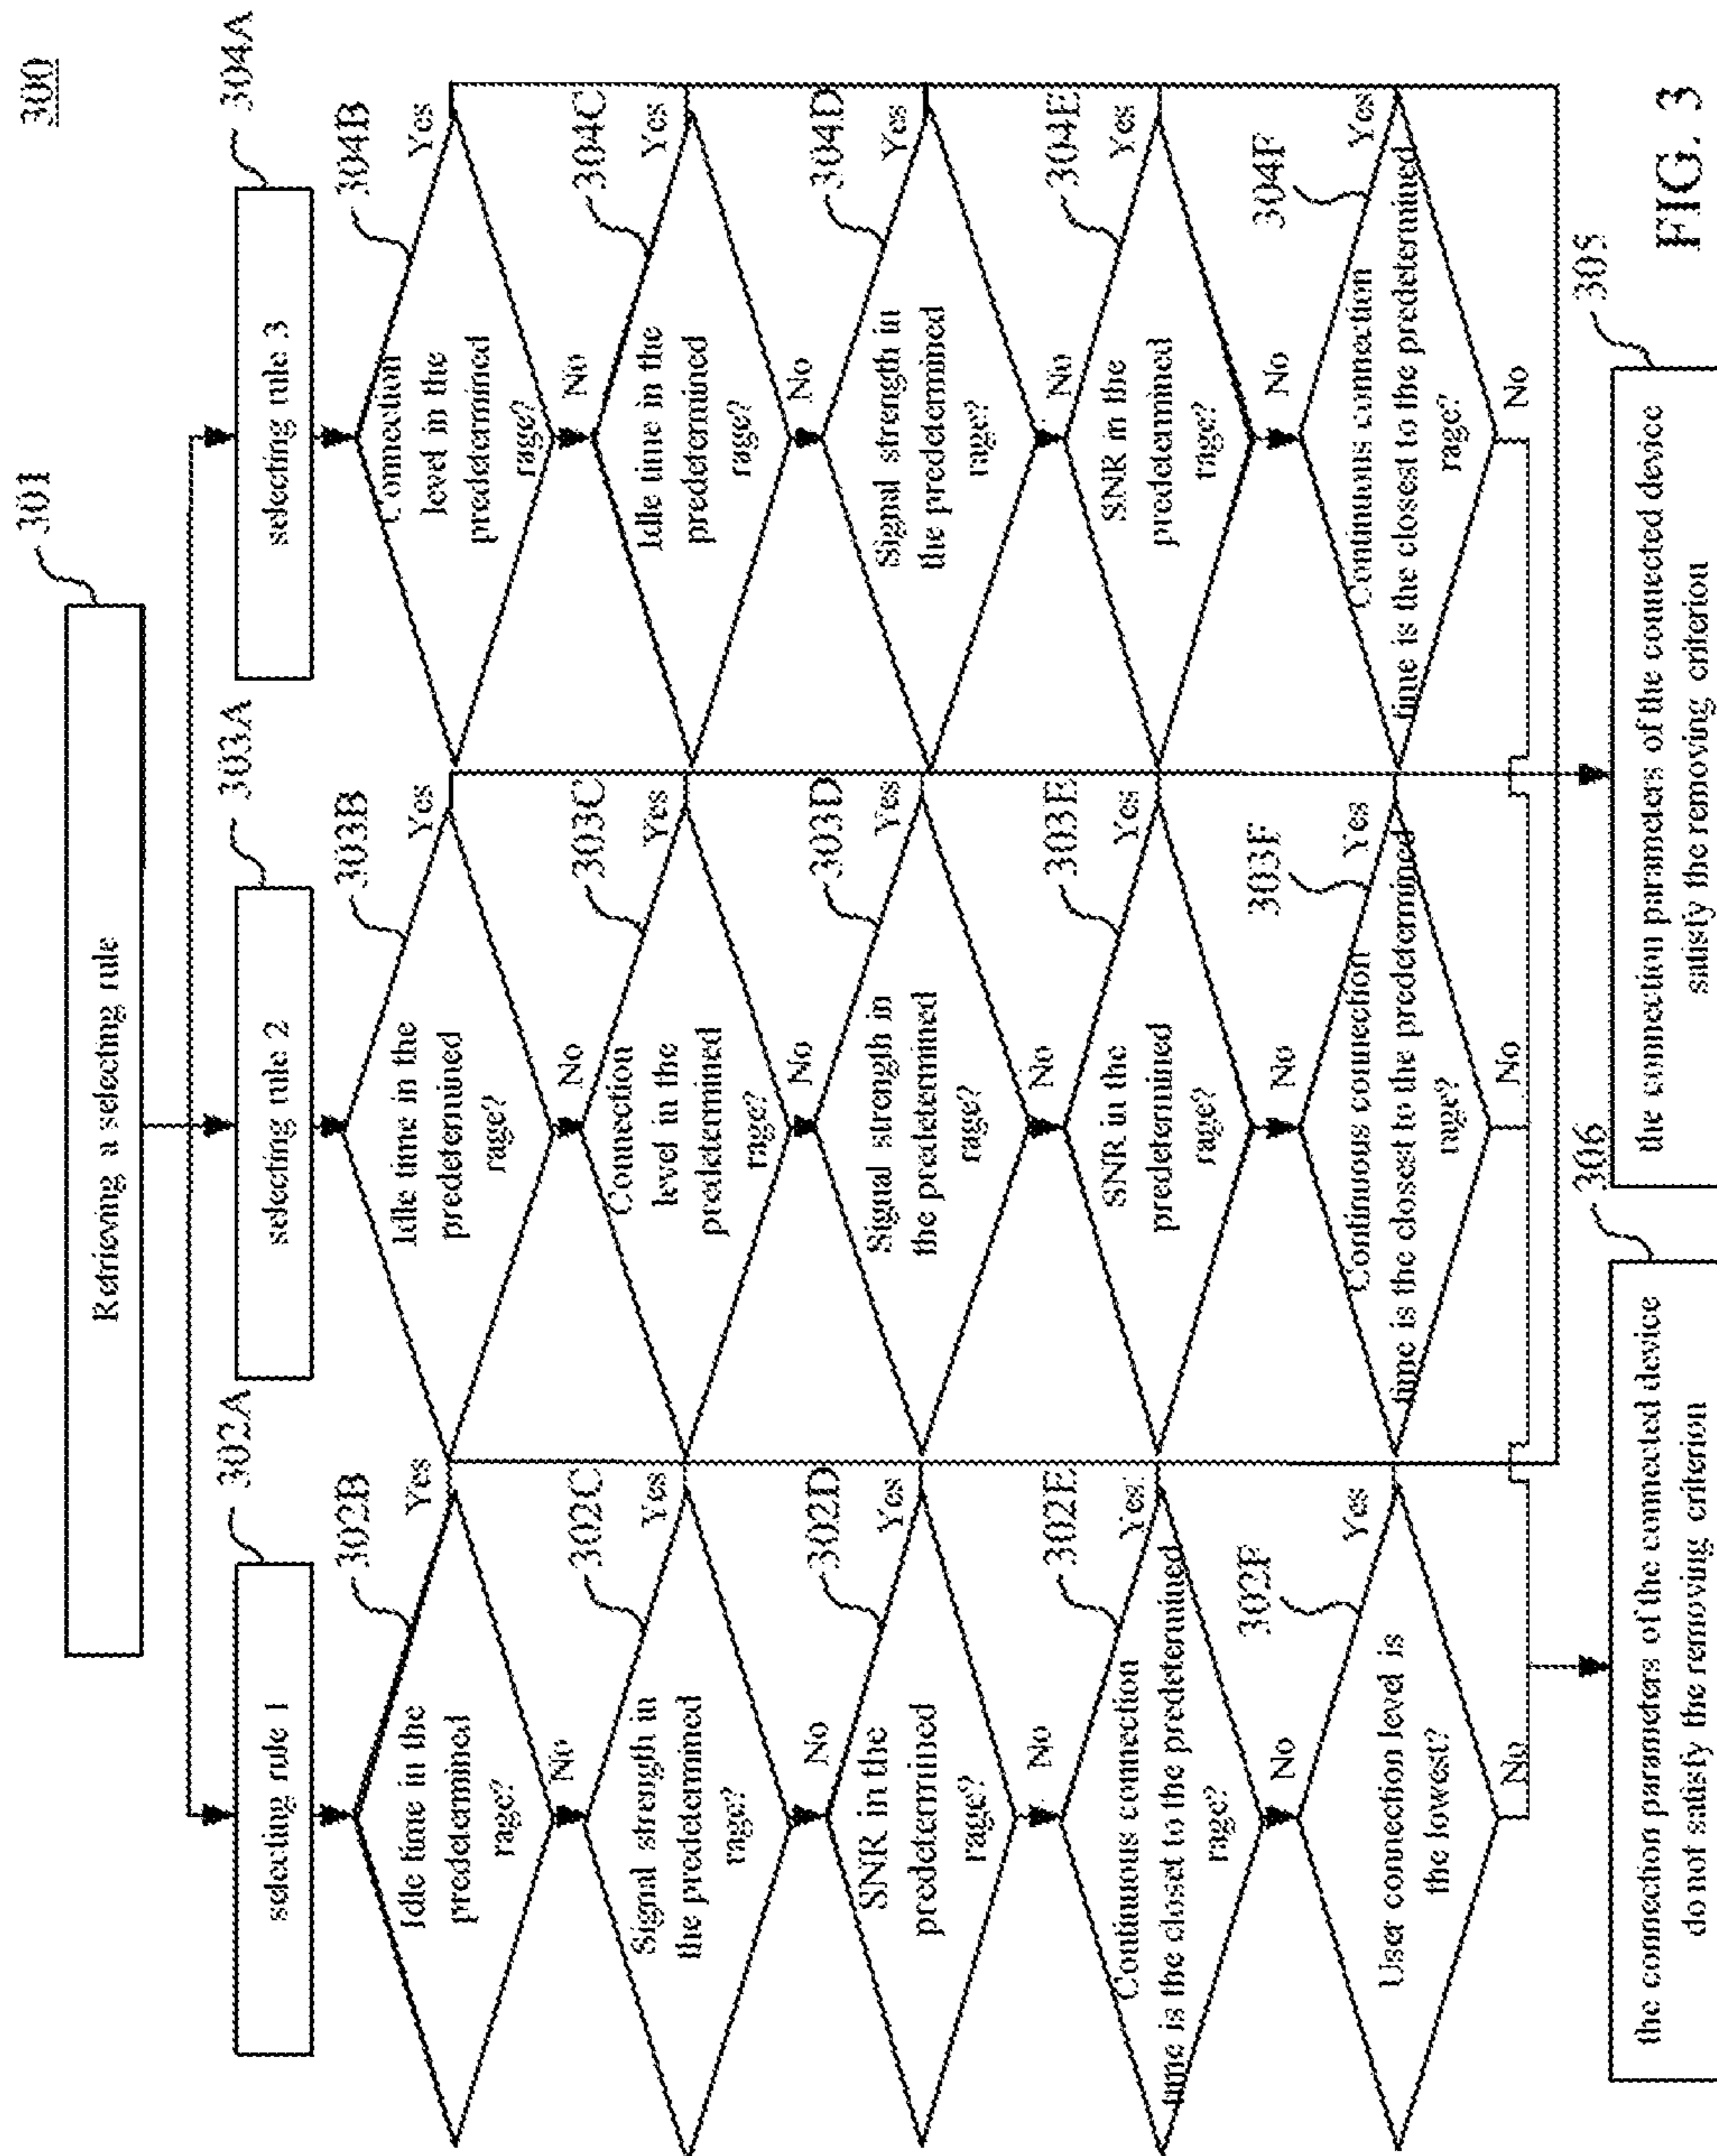 300
301
Retrieving a selecting rule
302A
selecting rule 1
302B
Idle time in the
predetermined
rage?
Yes
No
302C
Signal strength in
the predetermined
rage?
Yes
No
302D
SNR in the
predetermined
rage?
Yes
No
302E
Continuous connection
time is the closet to the predetermined
rage?
Yes
No
302F
User connection level is
the lowest?
Yes
No
303A
selecting rule 2
303B
Idle time in the
predetermined
rage?
Yes
No
303C
Connection
level in the
predetermined
rage?
Yes
No
303D
Signal strength in
the predetermined
rage?
Yes
No
303E
SNR in the
predetermined
rage?
Yes
No
303F
Continuous connection
time is the closest to the predetermined
rage?
Yes
No
304A
selecting rule 3
304B
Connection
level in the
predetermined
rage?
Yes
No
304C
Idle time in the
predetermined
rage?
Yes
No
304D
Signal strength in
the predetermined
rage?
Yes
No
304E
SNR in the
predetermined
rage?
Yes
No
304F
Continuous connection
time is the closest to the predetermined
rage?
Yes
No
306
the connection parameters of the connected device
do not satisfy the removing criterion
305
the connection parameters of the connected device
satisfy the removing criterion
FIG. 3